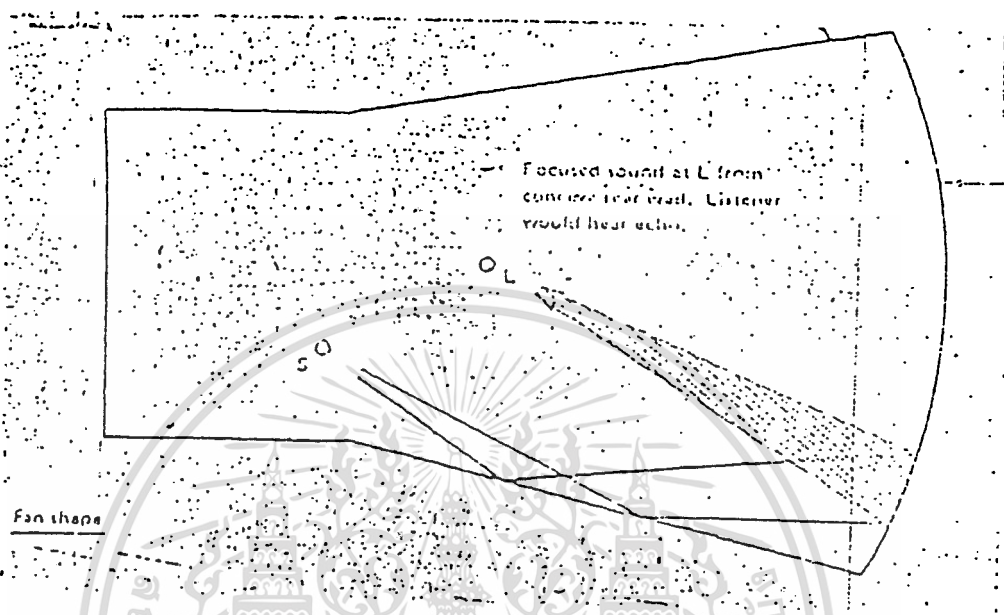 Focused sound at L from
concave rear wall. Listener
would hear echo.
L
S
Fan shape